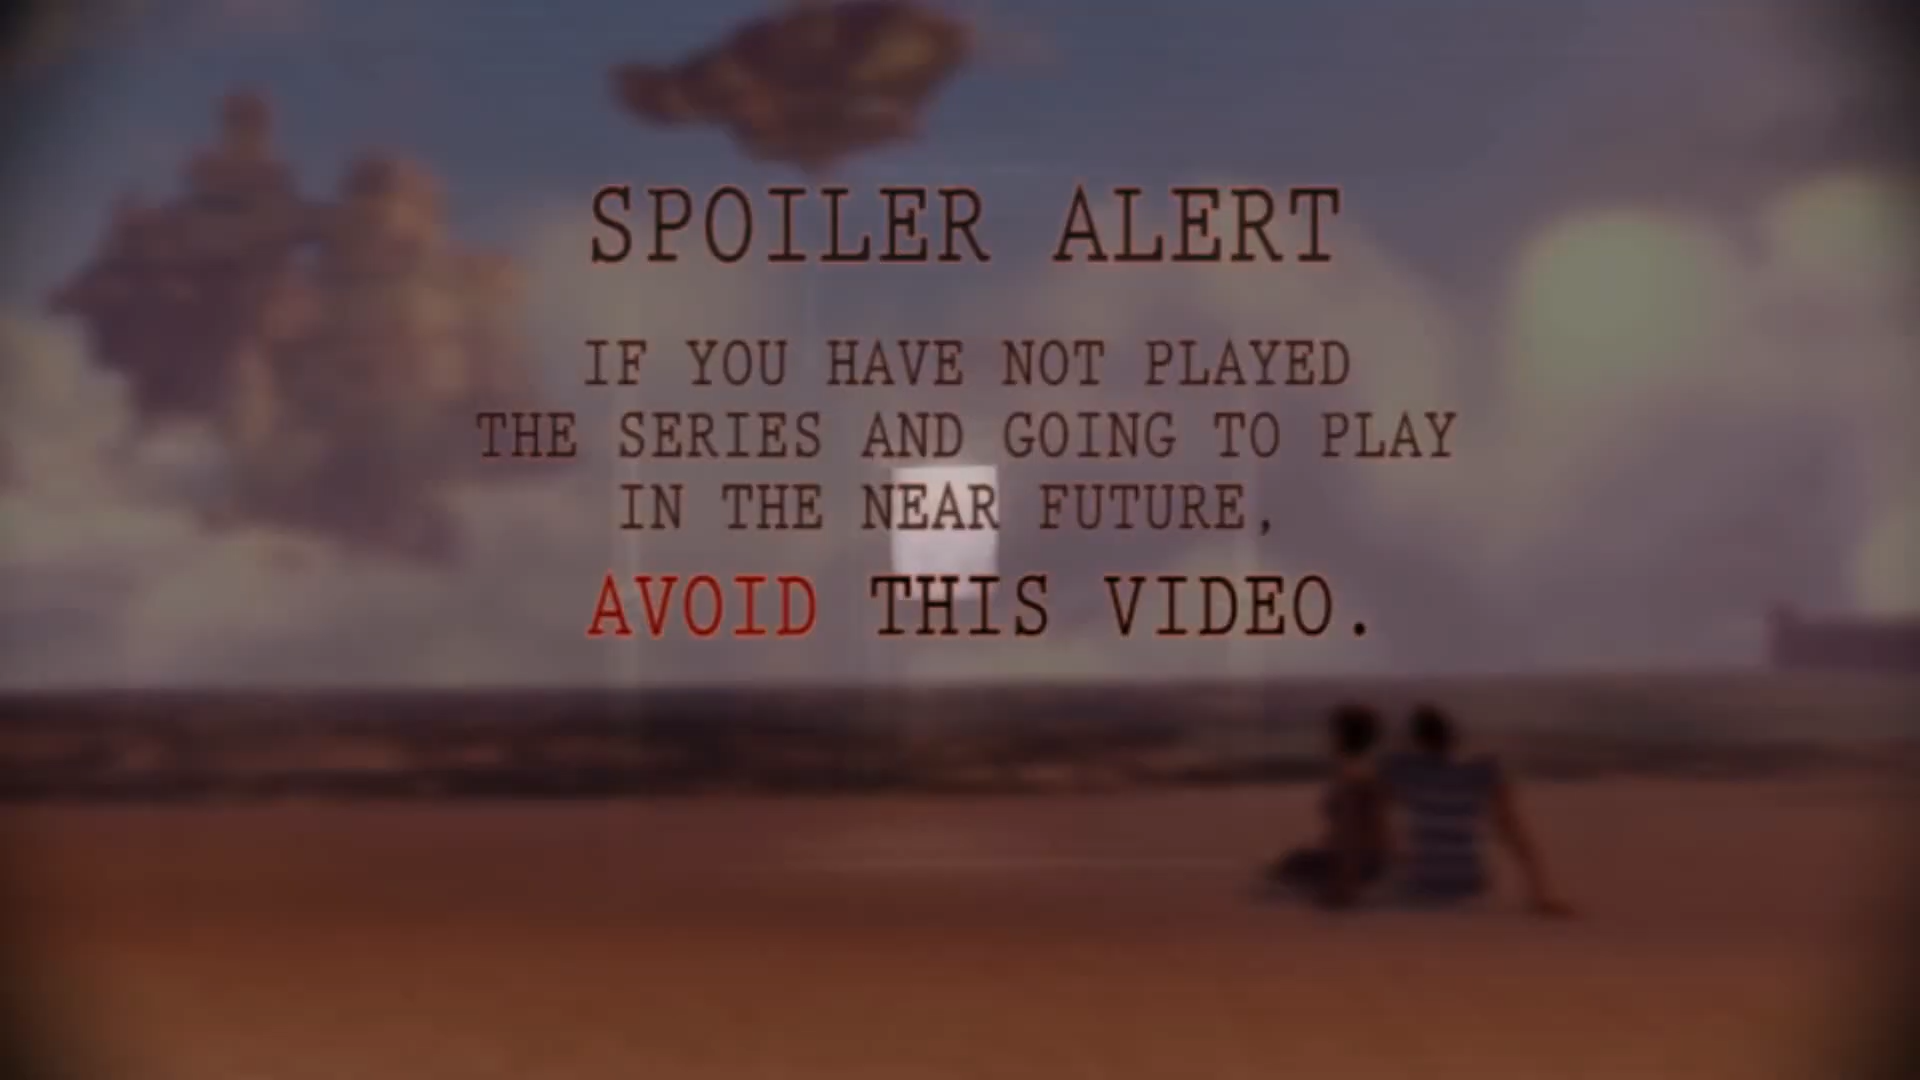 SPOILER ALERT
IF YOU HAVE NOT PLAYED
THE SERIES AND GOING TO PLAY
IN THE NEAR FUTURE,
AVOID THIS VIDEO.